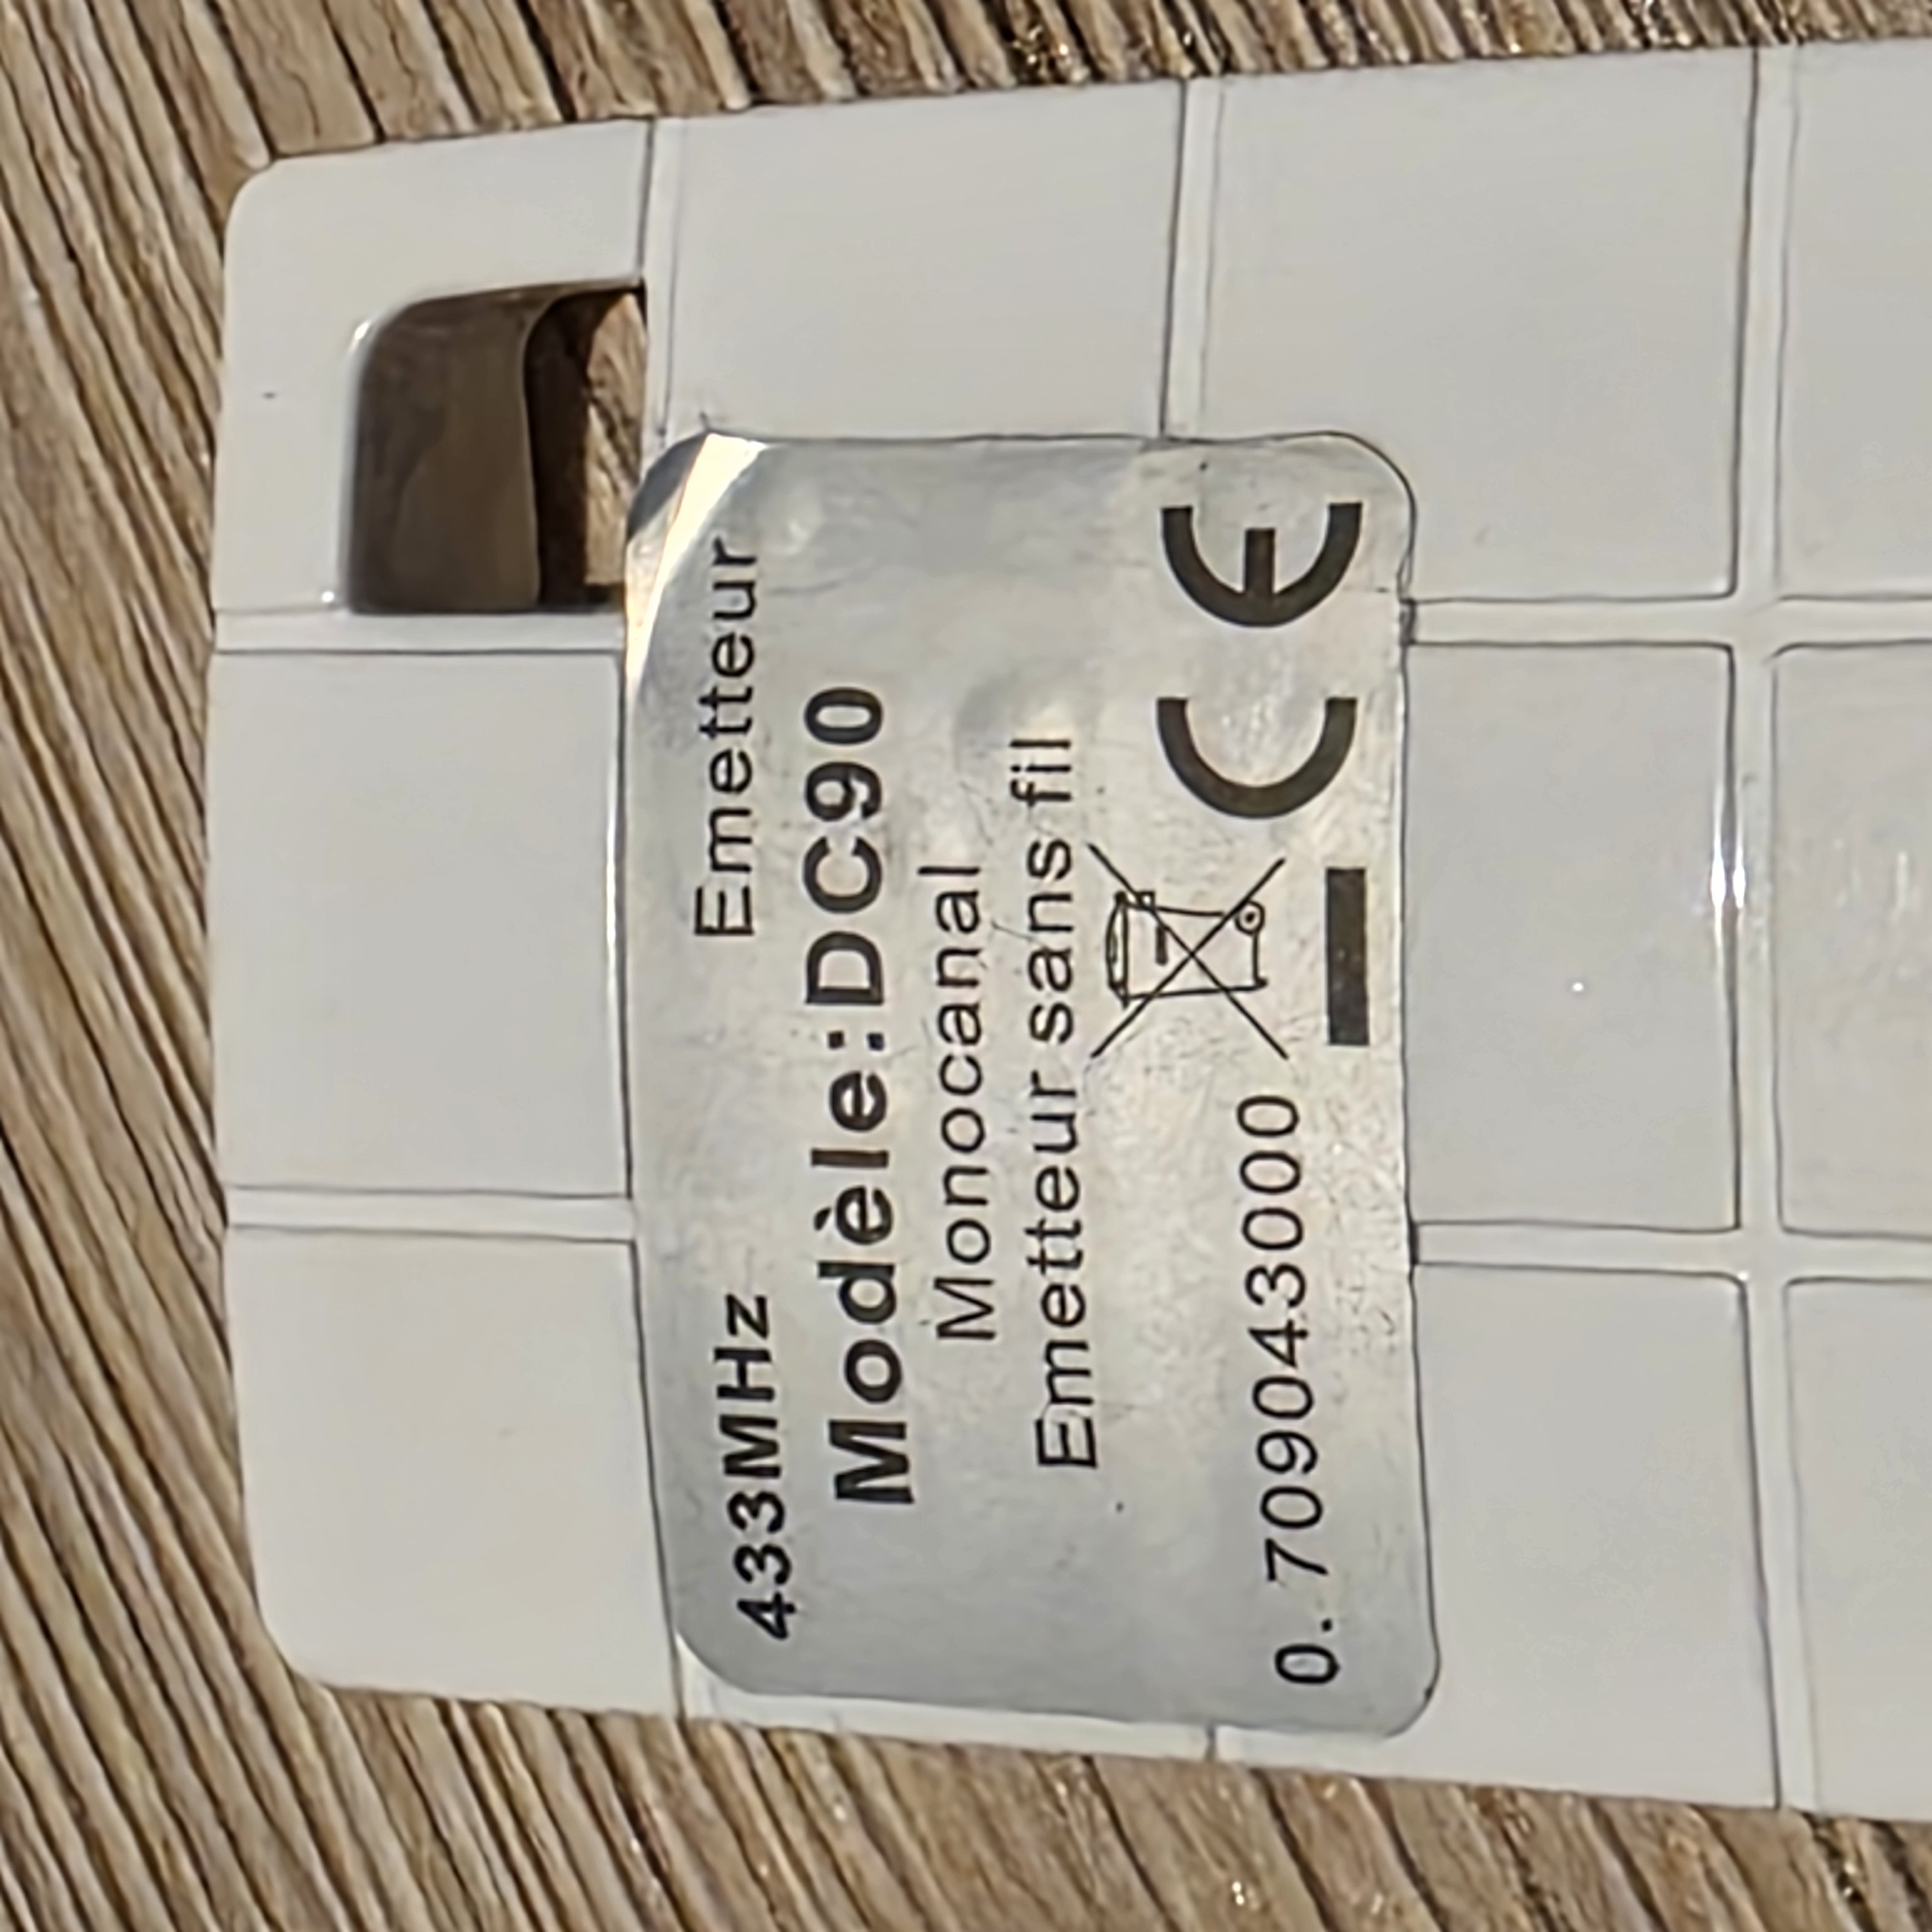 433MHz Emetteur
Modèle:DC90
Monocanal
Emetteur sans fil
0.709043000 CE